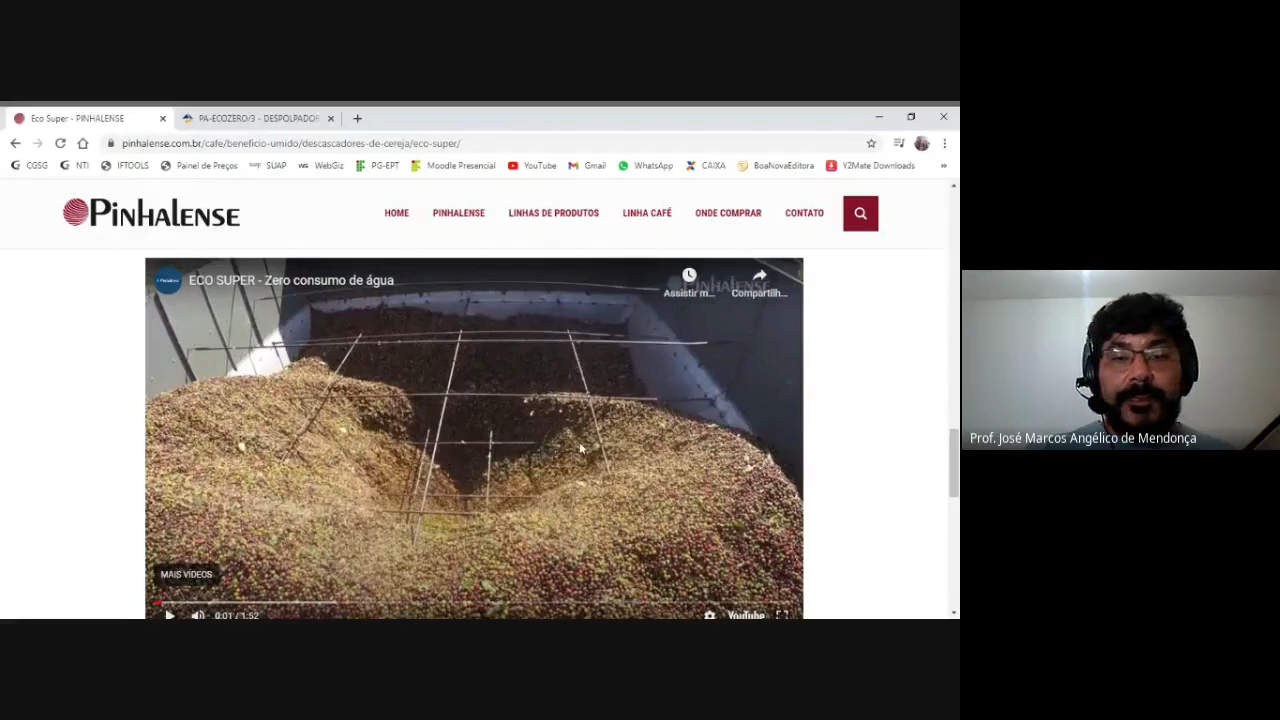 Eco Super - PINHALENSE
PA-ECOZERO/3 - DESPOLPADOR
pinhalense.com.br/cafe/beneficio-umido/descascadores-de-cereja/eco-super/
CGSG NTI IFTOOLS Painel de Preços SUAP WebGiz PG-EPT Moodle Presencial YouTube Gmail WhatsApp CAIXA BoaNovaEditora Y2Mate Downloads »
PINHALENSE
HOME PINHALENSE LINHAS DE PRODUTOS LINHA CAFÉ ONDE COMPRAR CONTATO
ECO SUPER - Zero consumo de água
Assistir m... Compartilh...
PINHALENSE
MAIS VÍDEOS
0:01 / 1:52
YouTube
Prof. José Marcos Angélico de Mendonça